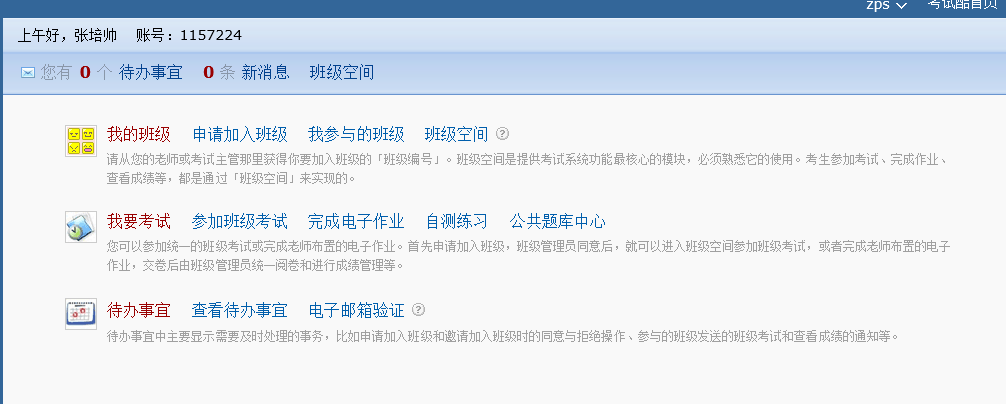 zps 考试酷首页
上午好，张培帅 账号：1157224
您有 0 个 待办事宜 0 条 新消息 班级空间
我的班级 申请加入班级 我参与的班级 班级空间 ?
请从您的老师或考试主管那里获得你要加入班级的「班级编号」。班级空间是提供考试系统功能最核心的模块，必须熟悉它的使用。考生参加考试、完成作业、
查看成绩等，都是通过「班级空间」来实现的。
我要考试 参加班级考试 完成电子作业 自测练习 公共题库中心
您可以参加统一的班级考试或完成老师布置的电子作业。首先申请加入班级，班级管理员同意后，就可以进入班级空间参加班级考试，或者完成老师布置的电子
作业，交卷后由班级管理员统一阅卷和进行成绩管理等。
待办事宜 查看待办事宜 电子邮箱验证 ?
待办事宜中主要显示需要及时处理的事务，比如申请加入班级和邀请加入班级时的同意与拒绝操作、参与的班级发送的班级考试和查看成绩的通知等。